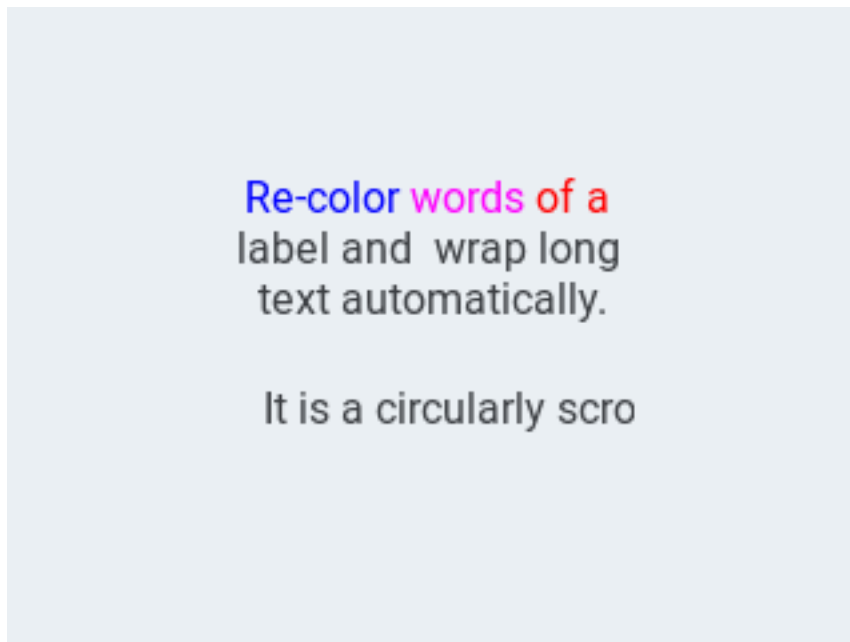 Re-color words of a
label and  wrap long
text automatically.
It is a circularly scro